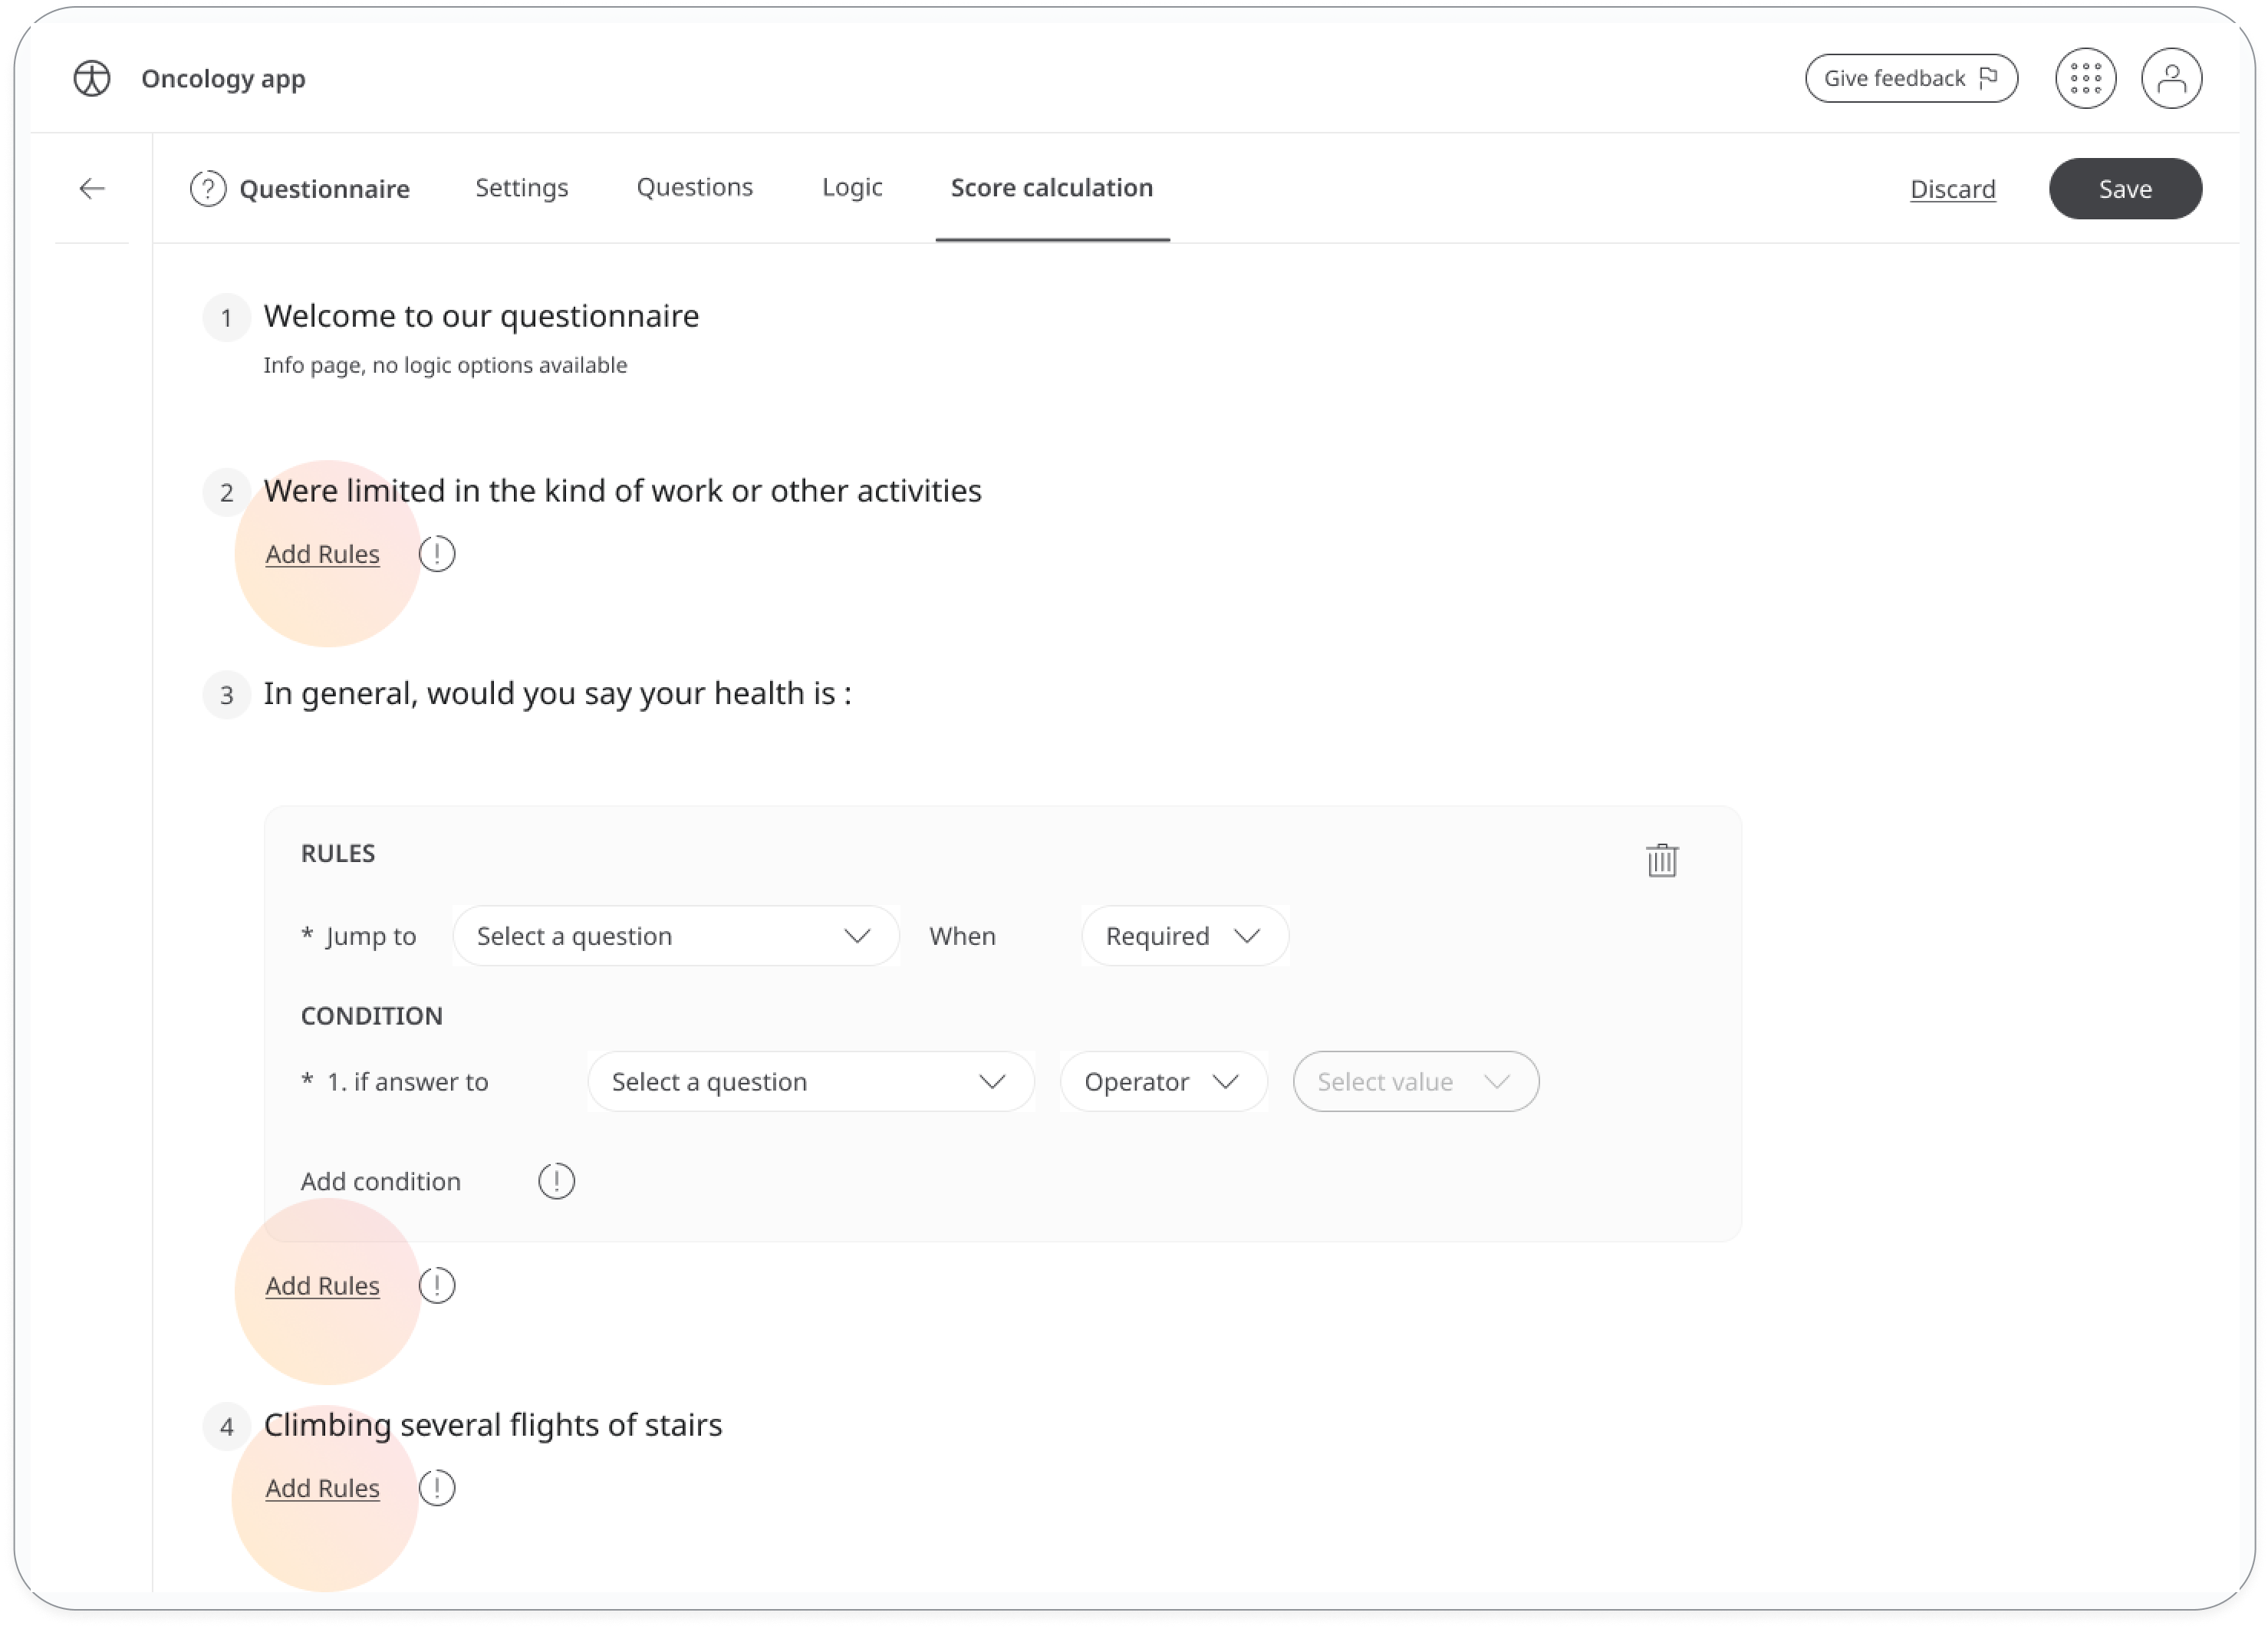 Oncology app
Give feedback
Questionnaire Settings Questions Logic Score calculation Discard Save
1 Welcome to our questionnaire
Info page, no logic options available
2 Were limited in the kind of work or other activities
Add Rules
3 In general, would you say your health is :
RULES
* Jump to Select a question When Required
CONDITION
* 1. if answer to Select a question Operator Select value
Add condition
Add Rules
4 Climbing several flights of stairs
Add Rules